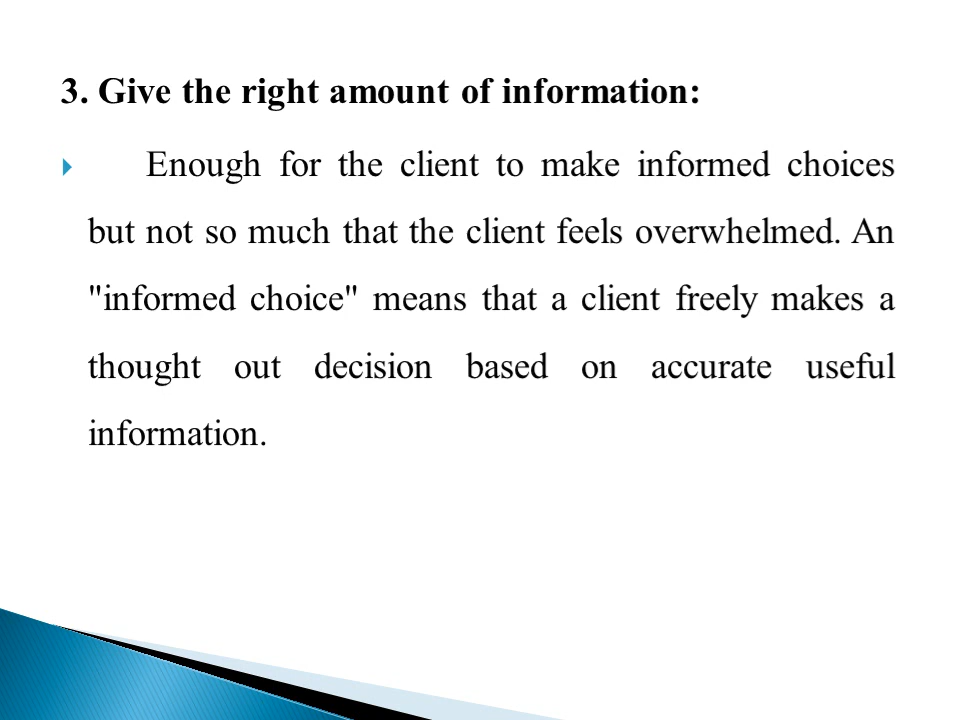 3. Give the right amount of information:
Enough for the client to make informed choices
but not so much that the client feels overwhelmed. An
"informed choice" means that a client freely makes a
thought out decision based on accurate useful
information.